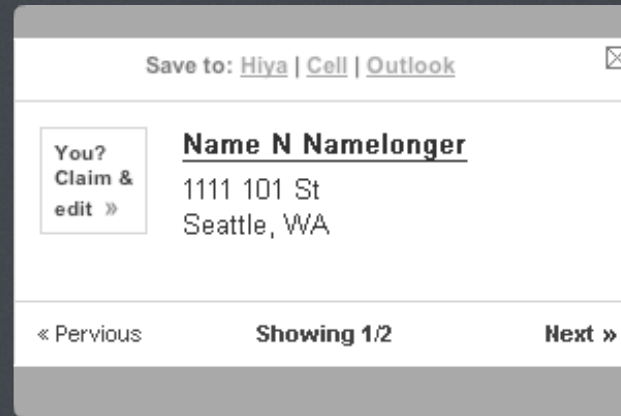 Save to: Hiya | Cell | Outlook
You?
Claim &
edit »
Name N Namelonger
1111 101 St
Seattle, WA
« Pervious Showing 1/2 Next »